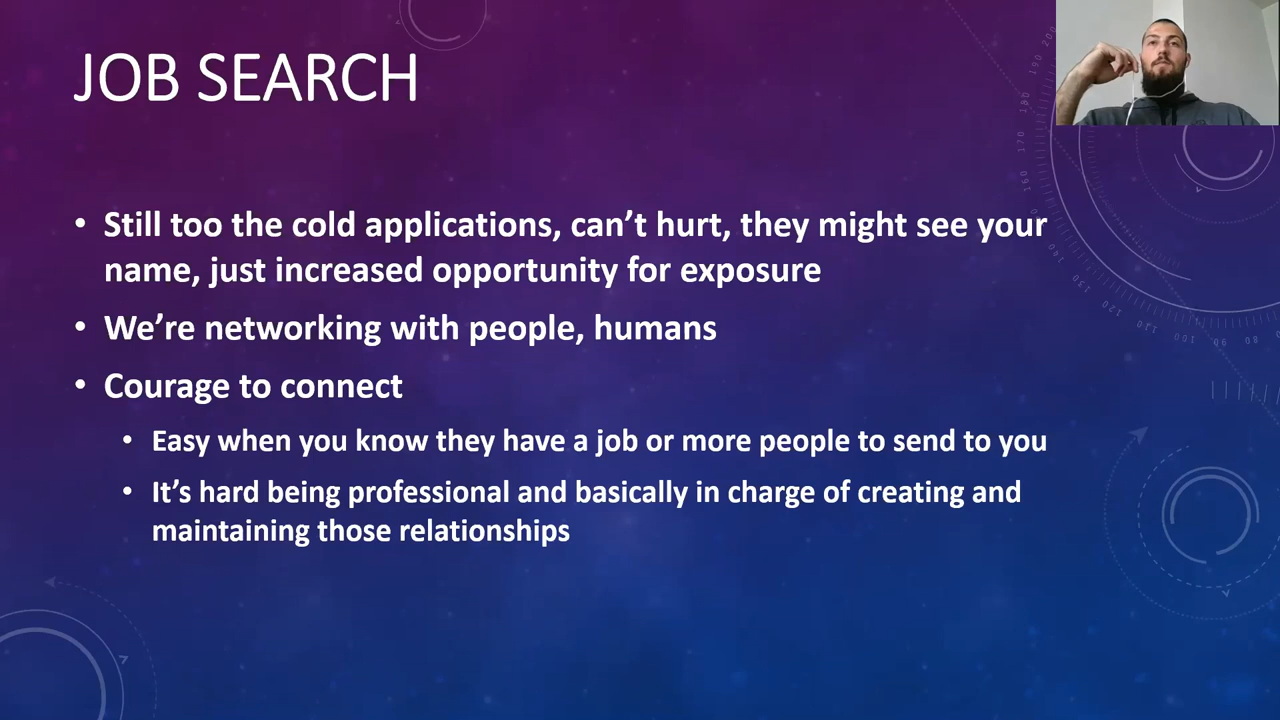 JOB SEARCH
• Still too the cold applications, can’t hurt, they might see your
name, just increased opportunity for exposure
• We’re networking with people, humans
• Courage to connect
• Easy when you know they have a job or more people to send to you
• It’s hard being professional and basically in charge of creating and
maintaining those relationships